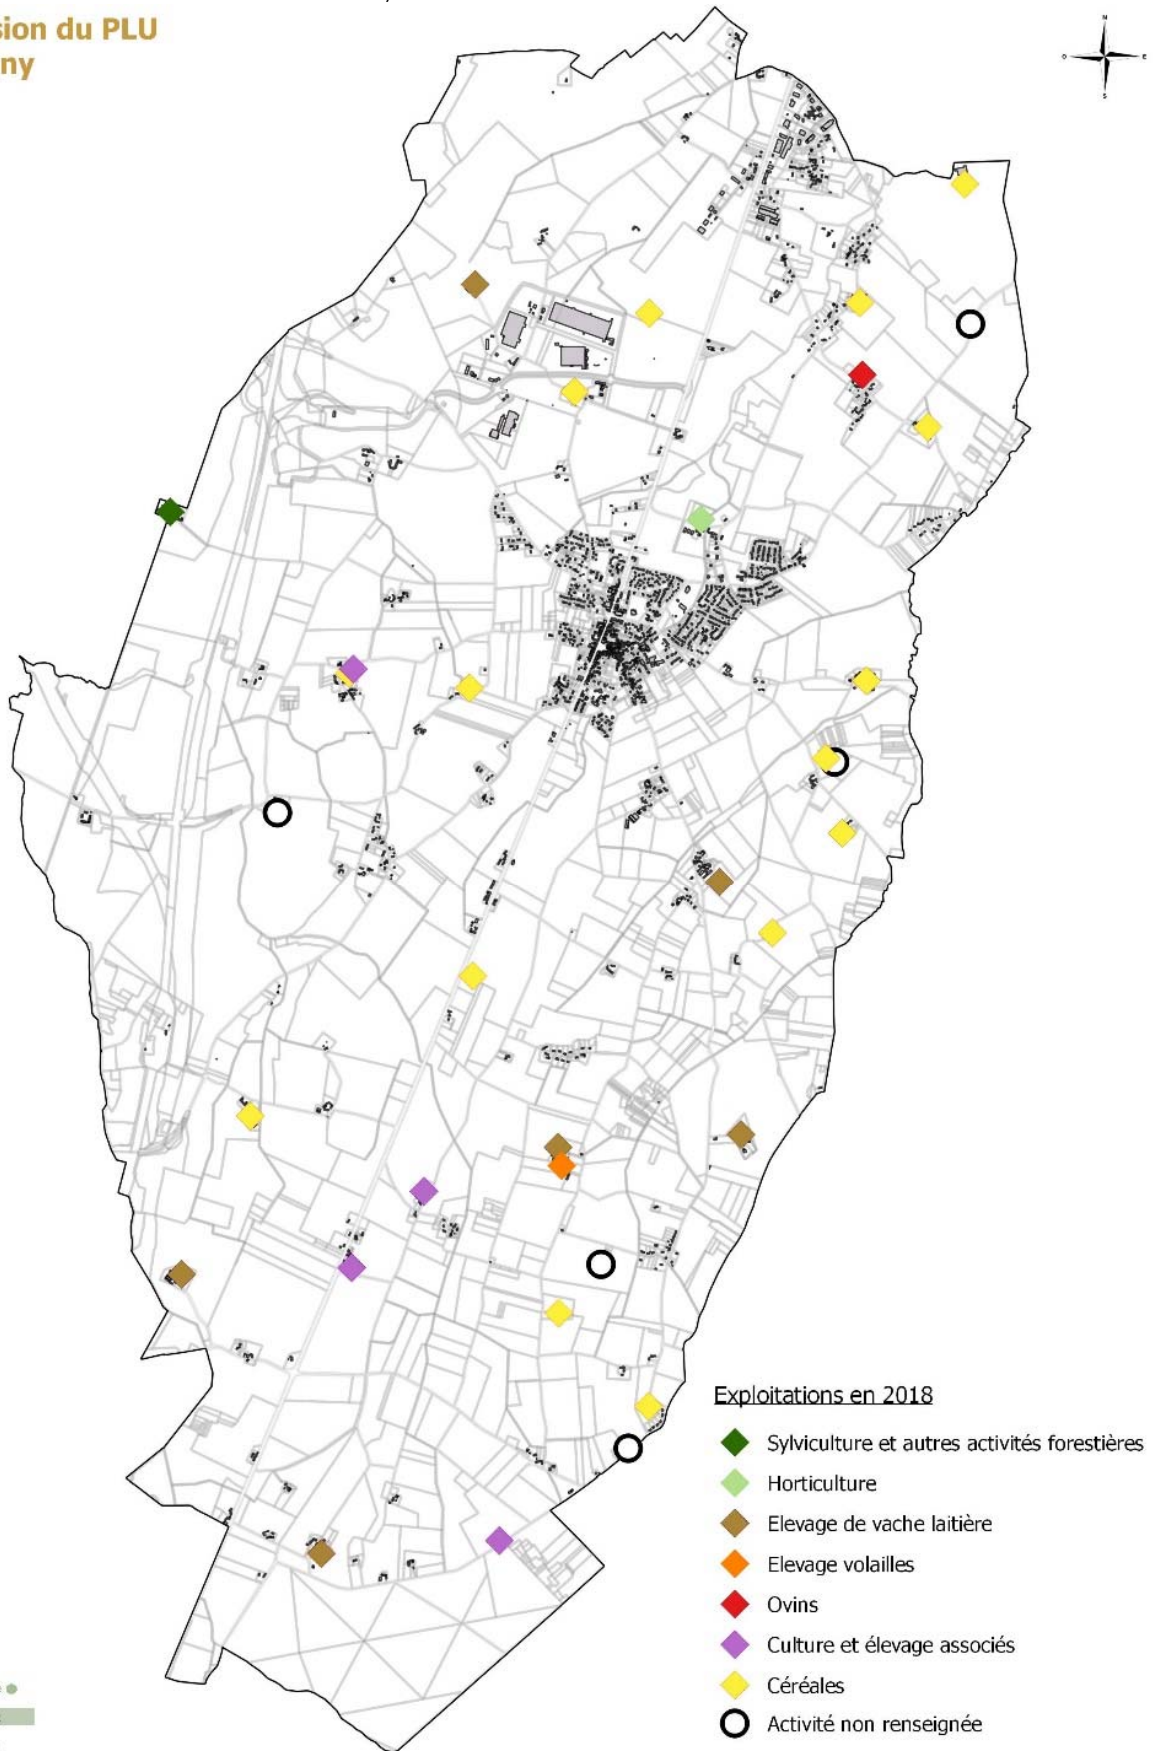 sion du PLU
ny
N
O
E
S
Exploitations en 2018
Sylviculture et autres activités forestières
Horticulture
Elevage de vache laitière
Elevage volailles
Ovins
Culture et élevage associés
Céréales
Activité non renseignée